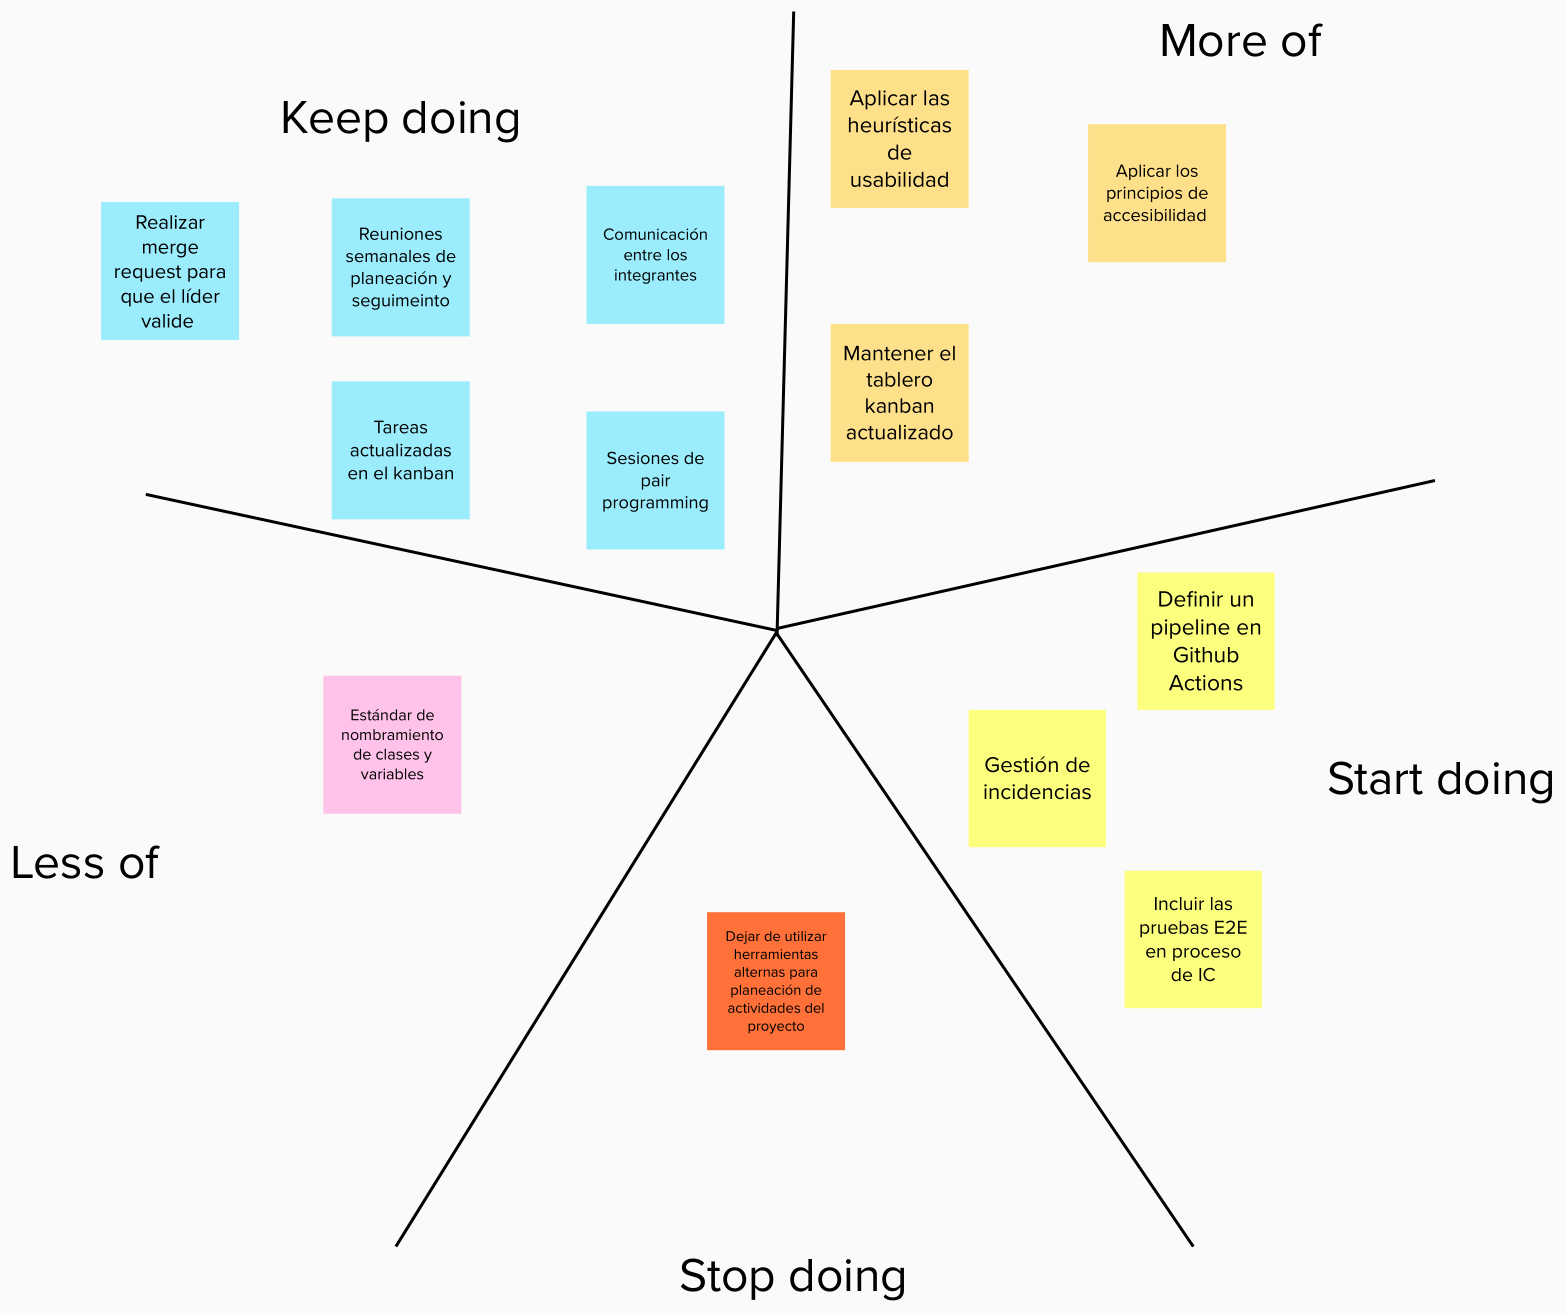 Keep doing
Realizar
merge
request para
que el líder
valide
Reuniones
semanales de
planeación y
seguimeinto
Comunicación
entre los
integrantes
Tareas
actualizadas
en el kanban
Sesiones de
pair
programming
More of
Aplicar las
heurísticas
de
usabilidad
Aplicar los
principios de
accesibilidad
Mantener el
tablero
kanban
actualizado
Start doing
Definir un
pipeline en
Github
Actions
Gestión de
incidencias
Incluir las
pruebas E2E
en proceso
de IC
Less of
Estándar de
nombramiento
de clases y
variables
Stop doing
Dejar de utilizar
herramientas
alternas para
planeación de
actividades del
proyecto